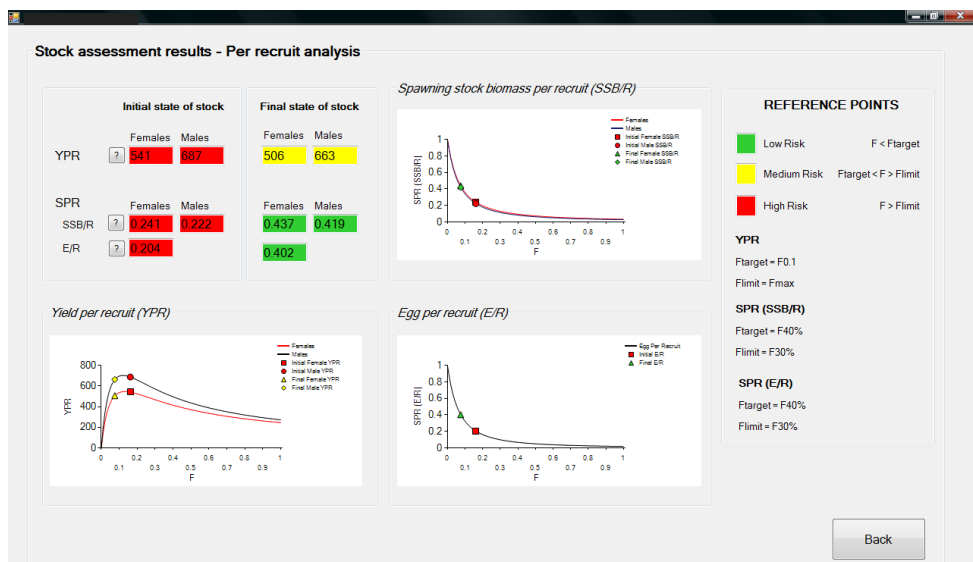 Stock assessment results - Per recruit analysis
Initial state of stock
Females Males
YPR ? 541 687
SPR Females Males
SSB/R ? 0.241 0.222
E/R ? 0.204
Final state of stock
Females Males
506 663
Females Males
0.437 0.419
0.402
Spawning stock biomass per recruit (SSB/R)
Females
Males
Initial Female SSB/R
Initial Male SSB/R
Final Female SSB/R
Final Male SSB/R
SPR (SSB/R)
1
0.8
0.6
0.4
0.2
0
0 0.2 0.4 0.6 0.8 1
0.1 0.3 0.5 0.7 0.9
F
REFERENCE POINTS
Low Risk F < Ftarget
Medium Risk Ftarget < F > Flimit
High Risk F > Flimit
YPR
Ftarget = F0.1
Flimit = Fmax
SPR (SSB/R)
Ftarget = F40%
Flimit = F30%
SPR (E/R)
Ftarget = F40%
Flimit = F30%
Yield per recruit (YPR)
Females
Males
Initial Female YPR
Initial Male YPR
Final Female YPR
Final Male YPR
YPR
800
600
400
200
0
0 0.2 0.4 0.6 0.8 1
0.1 0.3 0.5 0.7 0.9
F
Egg per recruit (E/R)
Egg Per Recruit
Initial E/R
Final E/R
SPR (E/R)
1
0.8
0.6
0.4
0.2
0
0 0.2 0.4 0.6 0.8 1
0.1 0.3 0.5 0.7 0.9
F
Back